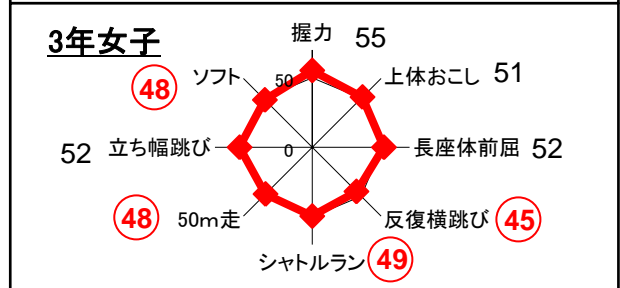 3年女子
握力 55
ソフト 48
50
上体おこし 51
52 立ち幅跳び
0
長座体前屈 52
48 50m走
反復横跳び 45
シャトルラン 49